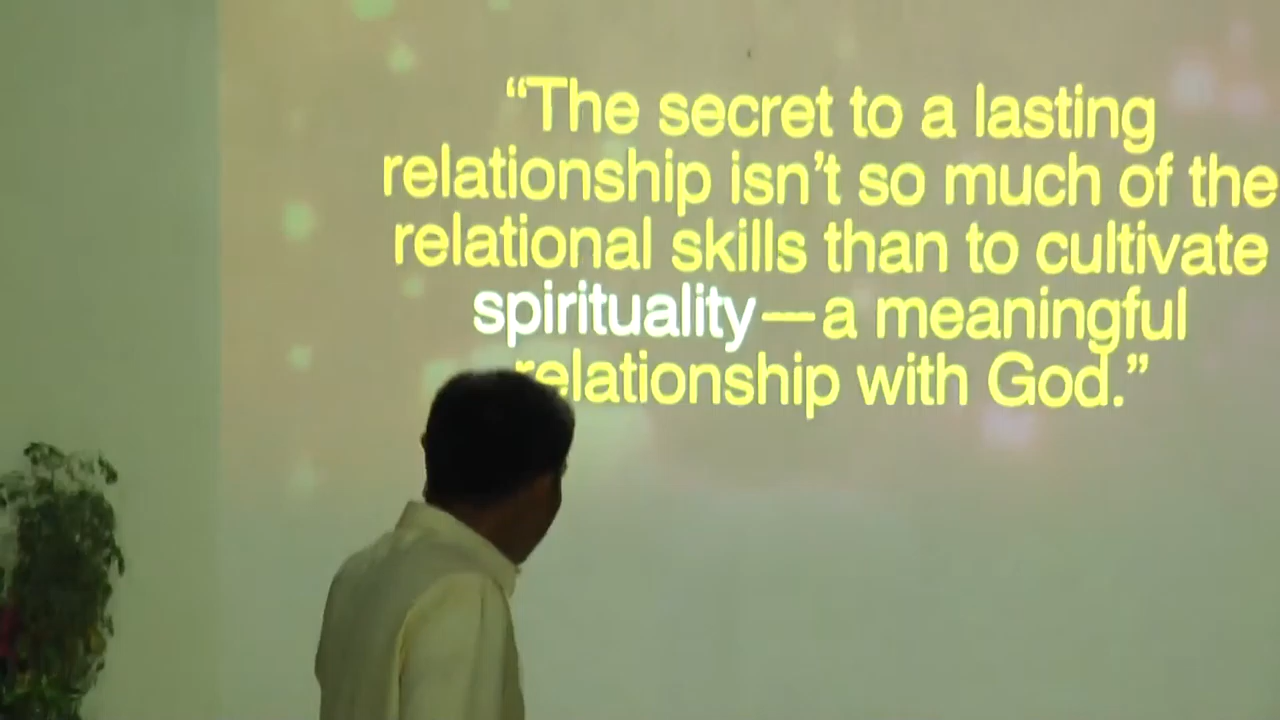 “The secret to a lasting
relationship isn’t so much of the
relational skills than to cultivate
spirituality—a meaningful
relationship with God.”